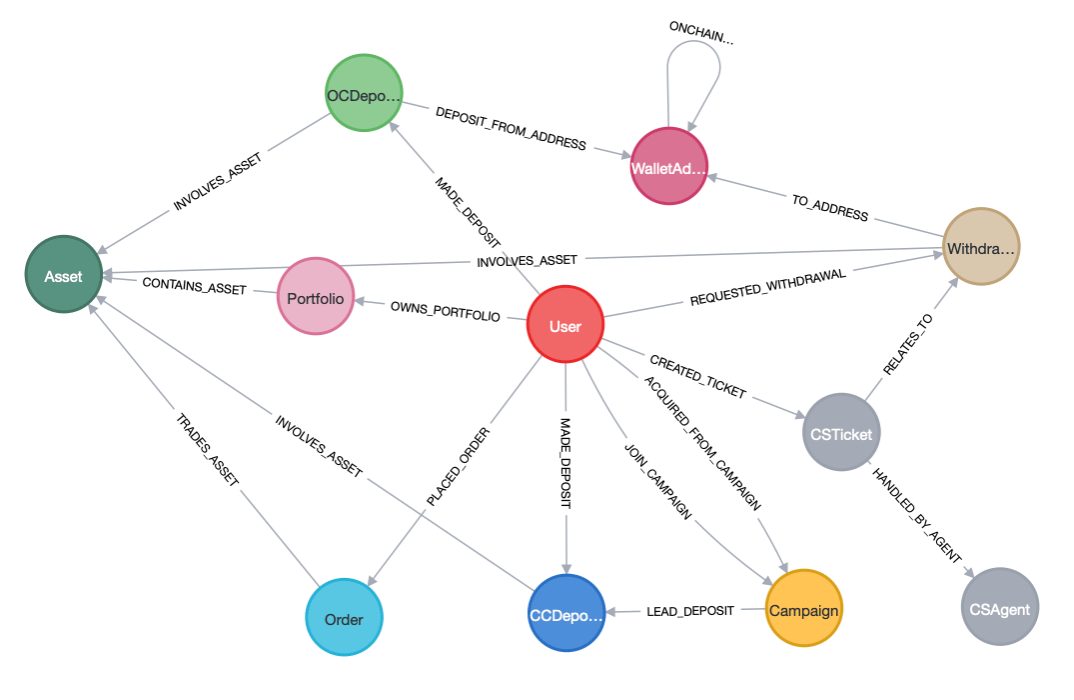 ONCHAIN...
OCDepo...
DEPOSIT_FROM_ADDRESS
WalletAd...
INVOLVES_ASSET
MADE_DEPOSIT
TO_ADDRESS
Withdra...
INVOLVES_ASSET
Asset
CONTAINS_ASSET
Portfolio
OWNS_PORTFOLIO
User
REQUESTED_WITHDRAWAL
RELATES_TO
CREATED_TICKET
ACQUIRED_FROM_CAMPAIGN
CSTicket
TRADES_ASSET
INVOLVES_ASSET
PLACED_ORDER
MADE_DEPOSIT
JOIN_CAMPAIGN
HANDLED_BY_AGENT
Order
CCDepo...
LEAD_DEPOSIT
Campaign
CSAgent